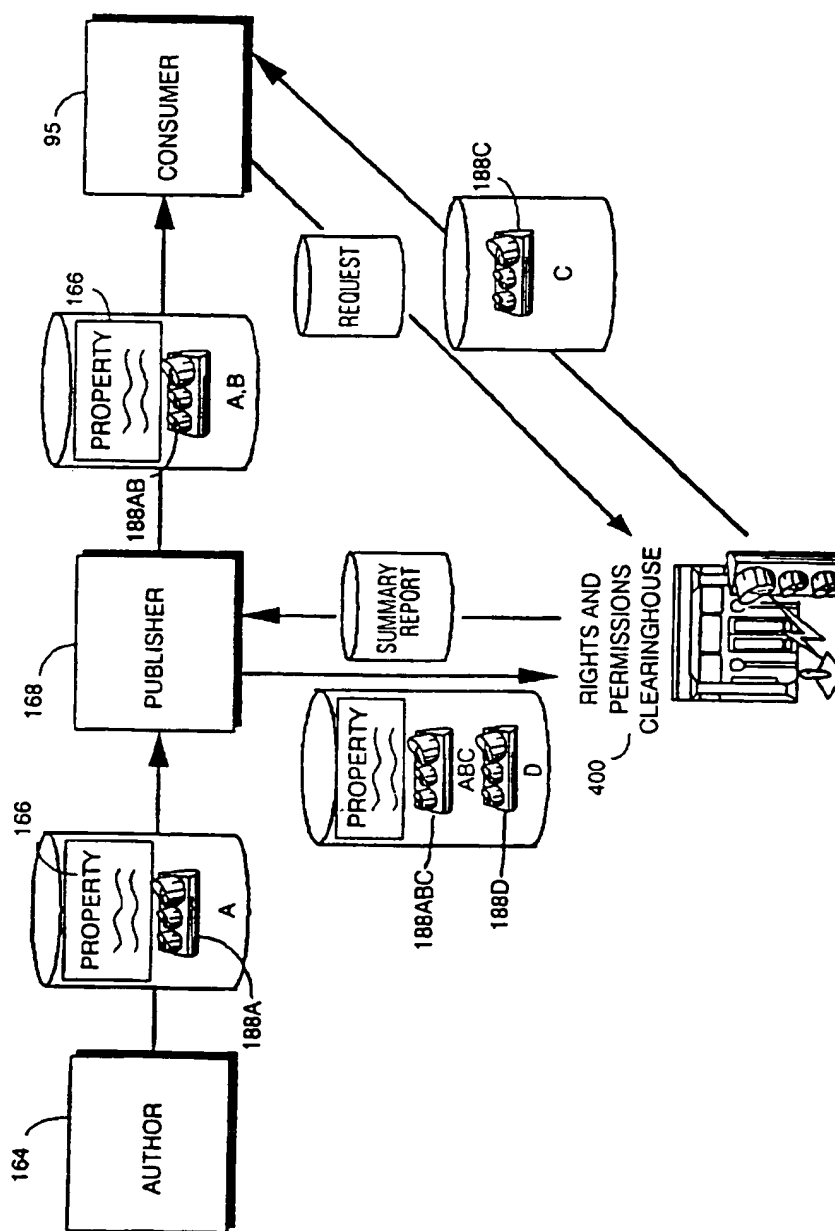 164
AUTHOR
166
PROPERTY
A
188A
168
PUBLISHER
166
PROPERTY
188AB
A,B
95
CONSUMER
PROPERTY
188ABC
ABC
188D
D
SUMMARY
REPORT
REQUEST
188C
C
400
RIGHTS AND
PERMISSIONS
CLEARINGHOUSE